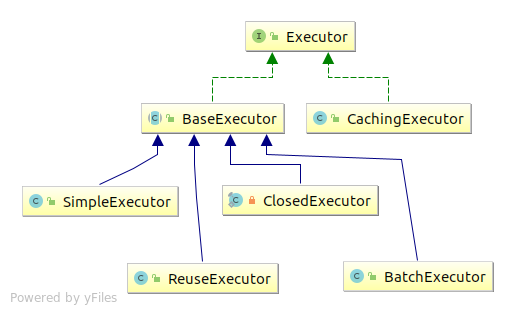 I Executor
C BaseExecutor
C CachingExecutor
C SimpleExecutor
C ClosedExecutor
C ReuseExecutor
C BatchExecutor
Powered by yFiles